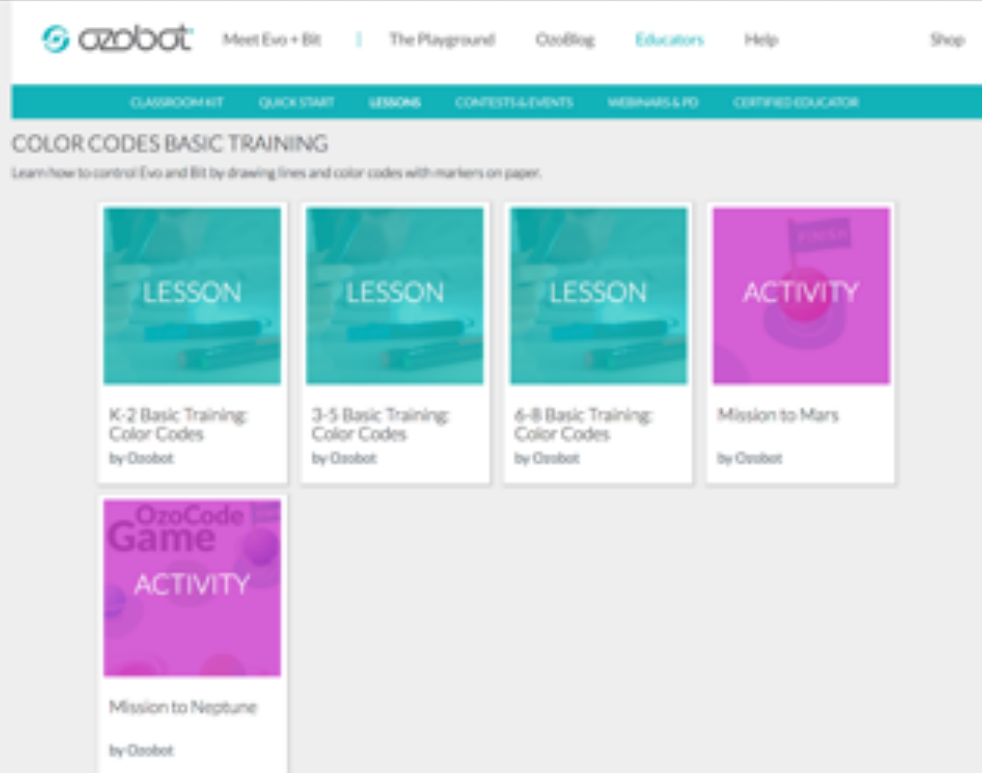 ozobot Meet Evo + Bit | The Playground OzoBlog Educators Help Shop
CLASSROOM KIT QUICK START LESSONS CONTESTS & EVENTS WEBINARS & PD CERTIFIED EDUCATOR
COLOR CODES BASIC TRAINING
Learn how to control Evo and Bit by drawing lines and color codes with markers on paper.
LESSON
K-2 Basic Training:
Color Codes
by Ozobot
LESSON
3-5 Basic Training:
Color Codes
by Ozobot
LESSON
6-8 Basic Training:
Color Codes
by Ozobot
FINISH
ACTIVITY
Mission to Mars
by Ozobot
OzoCode
Game
ACTIVITY
Mission to Neptune
by Ozobot